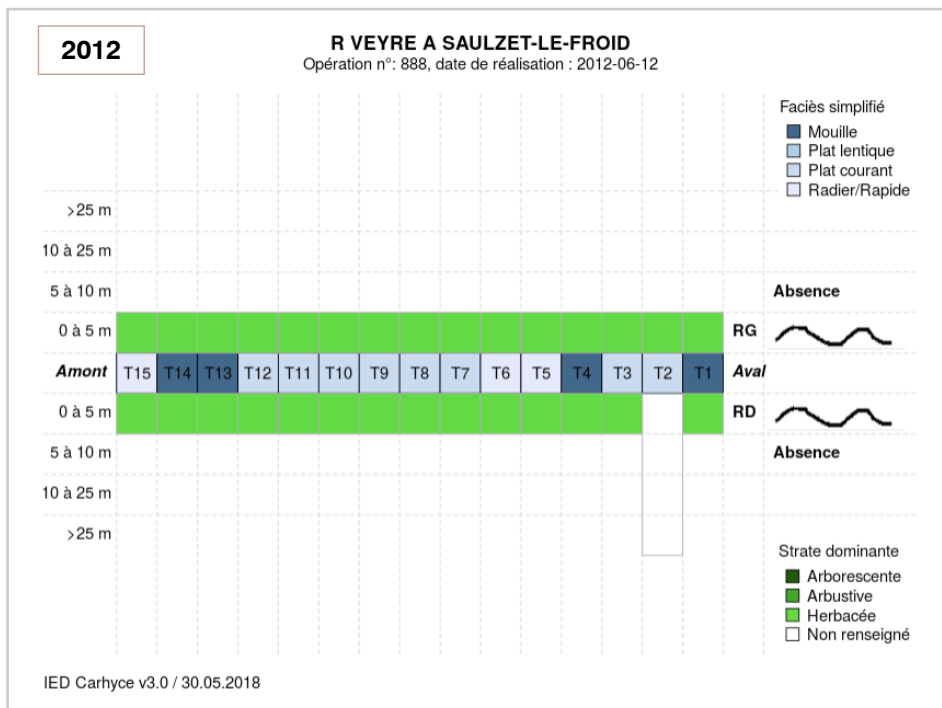 2012
R VEYRE A SAULZET-LE-FROID
Opération n°: 888, date de réalisation : 2012-06-12
Faciès simplifié
Mouille
Plat lentique
Plat courant
Radier/Rapide
>25 m
10 à 25 m
5 à 10 m
Absence
0 à 5 m
RG
Amont T15 T14 T13 T12 T11 T10 T9 T8 T7 T6 T5 T4 T3 T2 T1 Aval
0 à 5 m
RD
5 à 10 m
Absence
10 à 25 m
>25 m
Strate dominante
Arborescente
Arbustive
Herbacée
Non renseigné
IED Carhyce v3.0 / 30.05.2018